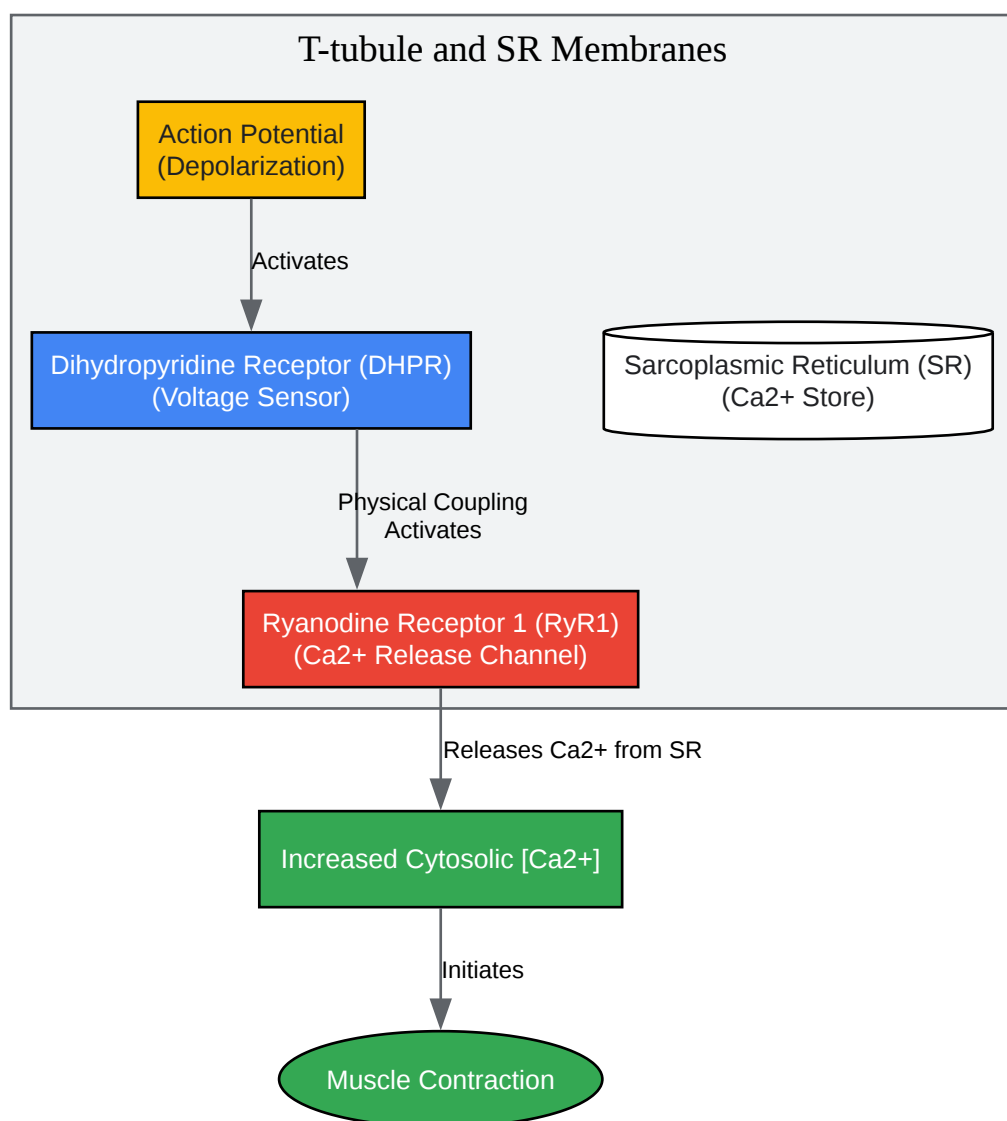 T-tubule and SR Membranes
Action Potential
(Depolarization)
Activates
Dihydropyridine Receptor (DHPR)
(Voltage Sensor)
Sarcoplasmic Reticulum (SR)
(Ca2+ Store)
Physical Coupling
Activates
Ryanodine Receptor 1 (RyR1)
(Ca2+ Release Channel)
Releases Ca2+ from SR
Increased Cytosolic [Ca2+]
Initiates
Muscle Contraction